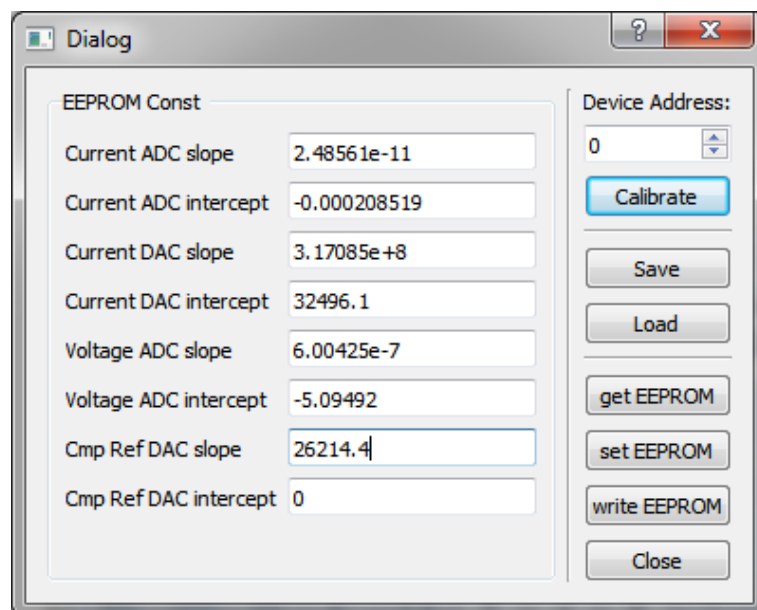 Dialog
EEPROM Const
Current ADC slope 2.48561e-11
Current ADC intercept -0.000208519
Current DAC slope 3.17085e+8
Current DAC intercept 32496.1
Voltage ADC slope 6.00425e-7
Voltage ADC intercept -5.09492
Cmp Ref DAC slope 26214.4
Cmp Ref DAC intercept 0
Device Address:
0
Calibrate
Save
Load
get EEPROM
set EEPROM
write EEPROM
Close